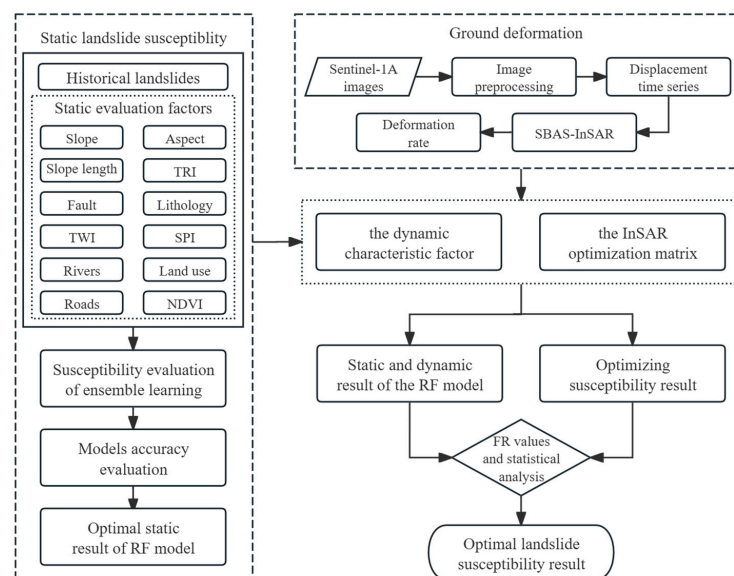 Static landslide susceptiblity
Historical landslides
Static evaluation factors
Slope
Aspect
Slope length
TRI
Fault
Lithology
TWI
SPI
Rivers
Land use
Roads
NDVI
Susceptibility evaluation
of ensemble learning
Models accuracy
evaluation
Optimal static
result of RF model
Ground deformation
Sentinel-1A
images
Image
preprocessing
Displacement
time series
Deformation
rate
SBAS-InSAR
the dynamic
characteristic factor
the InSAR
optimization matrix
Static and dynamic
result of the RF model
Optimizing
susceptibility result
FR values
and statistical
analysis
Optimal landslide
susceptibility result